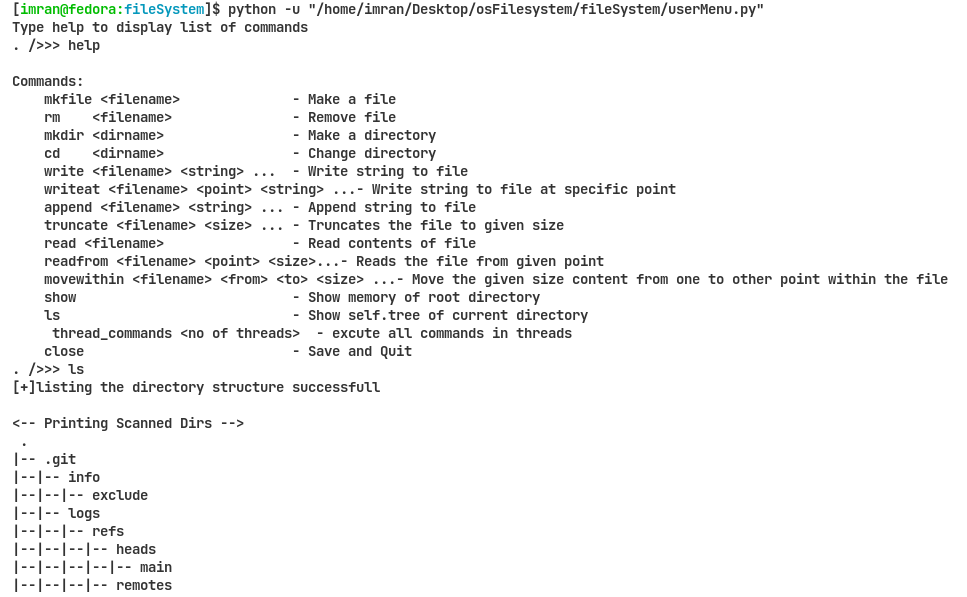 [imran@fedora:fileSystem]$ python -u "/home/imran/Desktop/osFilesystem/fileSystem/userMenu.py"
Type help to display list of commands
. />>> help

Commands:
    mkfile <filename>              - Make a file
    rm    <filename>               - Remove file
    mkdir <dirname>                - Make a directory
    cd    <dirname>                - Change directory
    write <filename> <string> ...  - Write string to file
    writeat <filename> <point> <string> ...- Write string to file at specific point
    append <filename> <string> ... - Append string to file
    truncate <filename> <size> ... - Truncates the file to given size
    read <filename>                - Read contents of file
    readfrom <filename> <point> <size>...- Reads the file from given point
    movewithin <filename> <from> <to> <size> ...- Move the given size content from one to other point within the file
    show                           - Show memory of root directory
    ls                             - Show self.tree of current directory
     thread_commands <no of threads>  - excute all commands in threads
    close                          - Save and Quit
. />>> ls
[+]listing the directory structure successfull

<-- Printing Scanned Dirs -->
 .
|-- .git
|--|-- info
|--|--|-- exclude
|--|-- logs
|--|--|-- refs
|--|--|--|-- heads
|--|--|--|--|-- main
|--|--|--|-- remotes